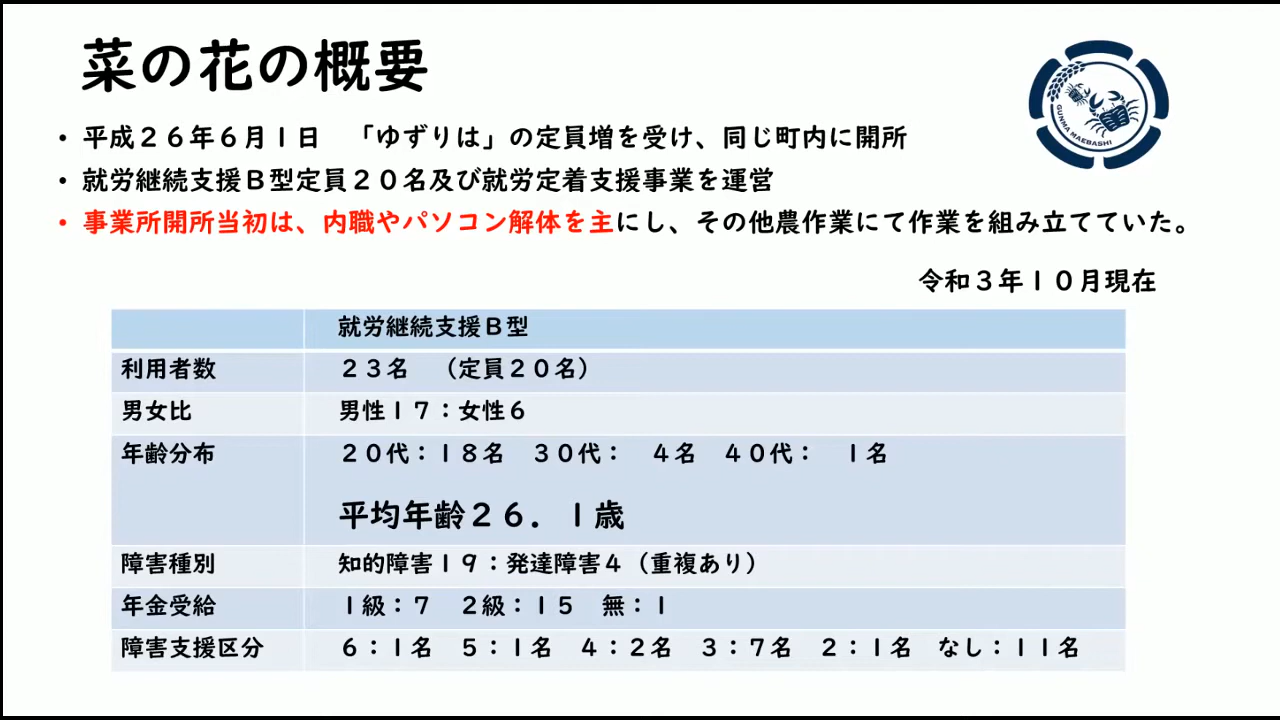 菜の花の概要
GUNMA MAEBASHI
• 平成２６年６月１日　「ゆずりは」の定員増を受け、同じ町内に開所
• 就労継続支援Ｂ型定員２０名及び就労定着支援事業を運営
• 事業所開所当初は、内職やパソコン解体を主にし、その他農作業にて作業を組み立てていた。
令和３年１０月現在
就労継続支援Ｂ型
利用者数　２３名　（定員２０名）
男女比　男性１７：女性６
年齢分布　２０代：１８名　３０代：　４名　４０代：　１名
平均年齢２６．１歳
障害種別　知的障害１９：発達障害４（重複あり）
年金受給　１級：７　２級：１５　無：１
障害支援区分　６：１名　５：１名　４：２名　３：７名　２：１名　なし：１１名